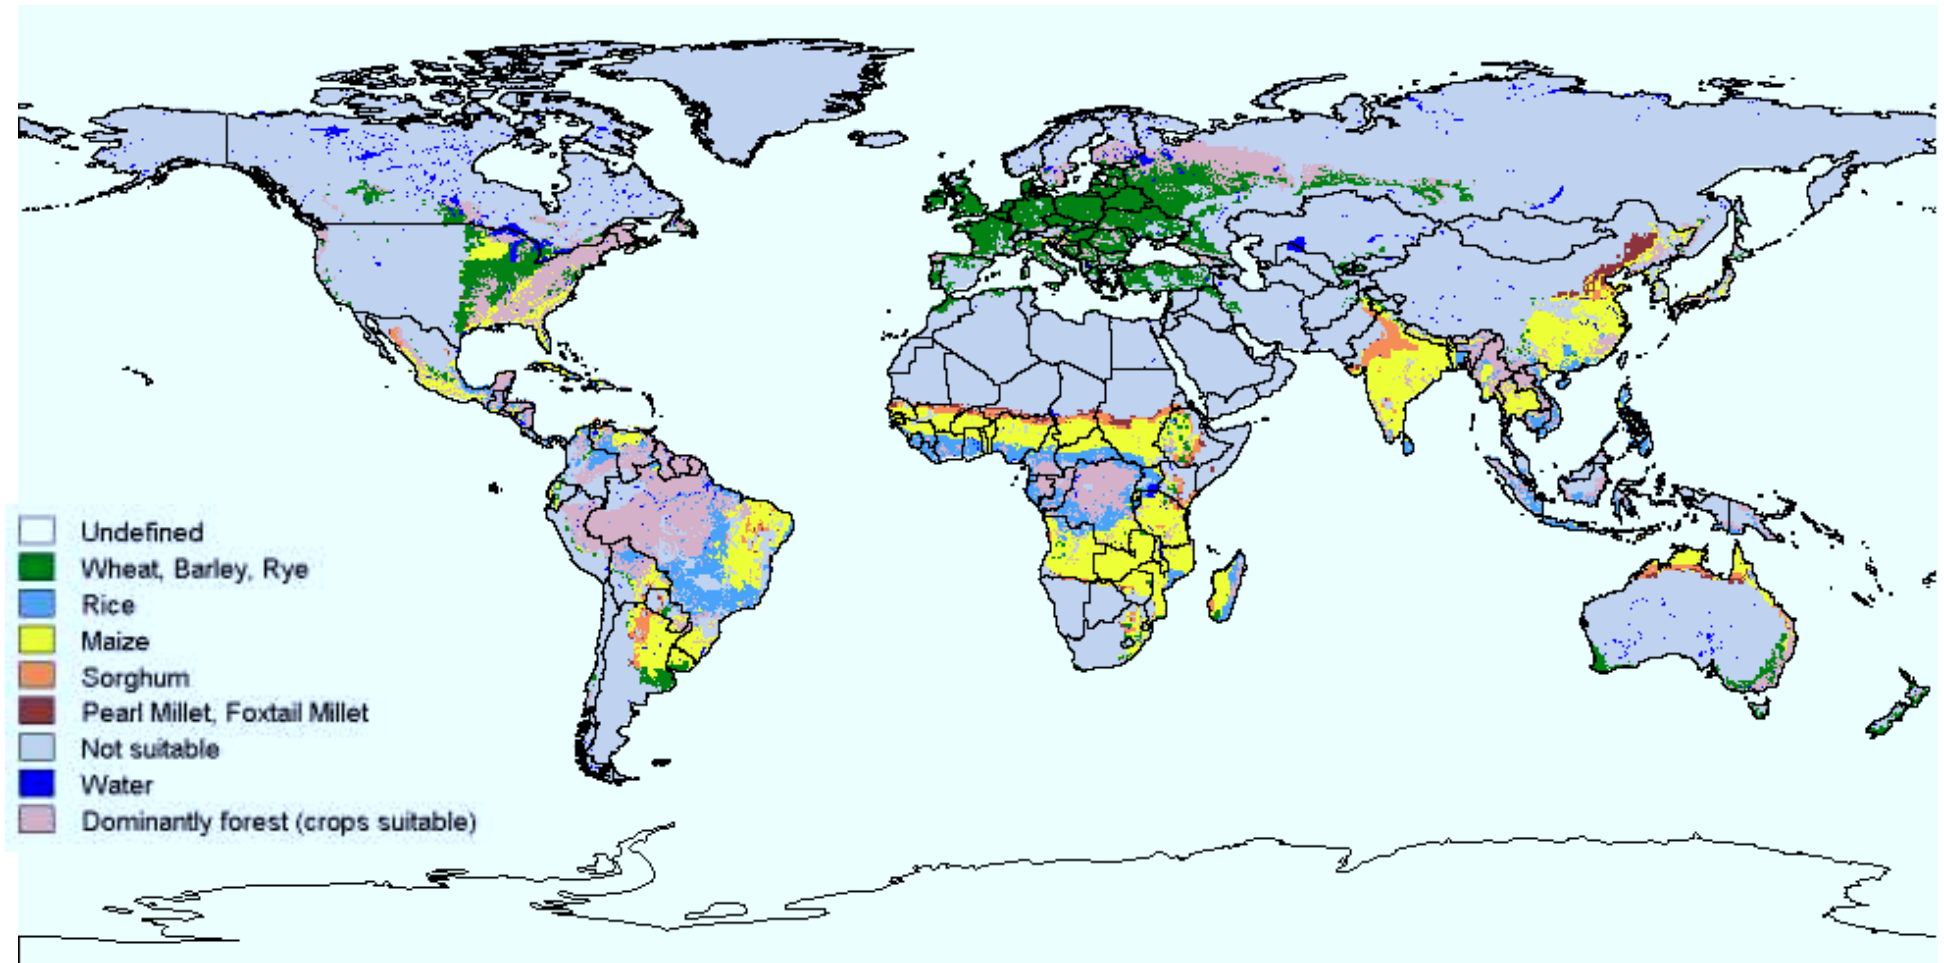 Undefined
Wheat, Barley, Rye
Rice
Maize
Sorghum
Pearl Millet, Foxtail Millet
Not suitable
Water
Dominantly forest (crops suitable)